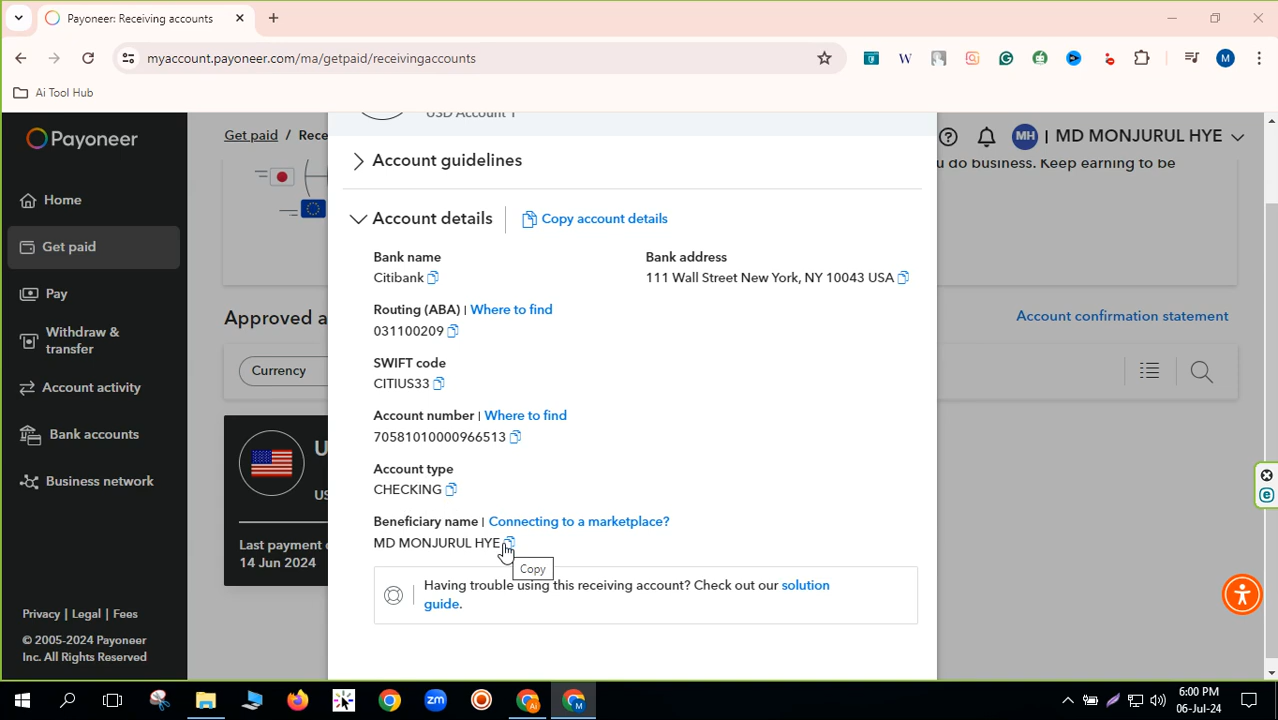 Payoneer: Receiving accounts
myaccount.payoneer.com/ma/getpaid/receivingaccounts
W
M
Ai Tool Hub
Payoneer
Home
Get paid
Pay
Withdraw &
transfer
Account activity
Bank accounts
Business network
Privacy | Legal | Fees
© 2005-2024 Payoneer
Inc. All Rights Reserved
Get paid / Rece
MH | MD MONJURUL HYE
u do business. Keep earning to be
Approved a
Account confirmation statement
Currency
U
US
Last payment
14 Jun 2024
USD Account 1
Account guidelines
Account details
Copy account details
Bank name
Citibank
Bank address
111 Wall Street New York, NY 10043 USA
Routing (ABA) | Where to find
031100209
SWIFT code
CITIUS33
Account number | Where to find
70581010000966513
Account type
CHECKING
Beneficiary name | Connecting to a marketplace?
MD MONJURUL HYE
Copy
Having trouble using this receiving account? Check out our solution
guide.
zm
Ai
M
6:00 PM
06-Jul-24